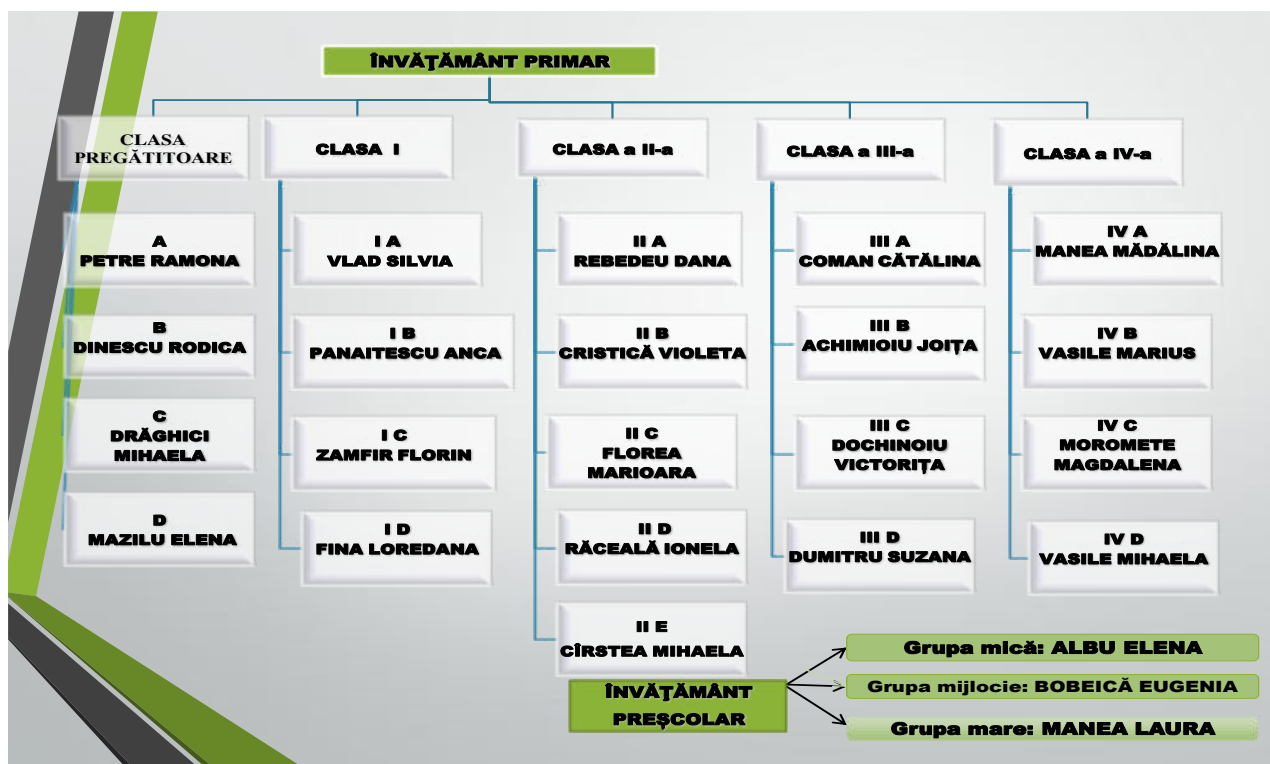 ÎNVĂŢĂMÂNT PRIMAR
CLASA
PREGĂTITOARE
A
PETRE RAMONA
B
DINESCU RODICA
C
DRĂGHICI
MIHAELA
D
MAZILU ELENA
CLASA I
I A
VLAD SILVIA
I B
PANAITESCU ANCA
I C
ZAMFIR FLORIN
I D
FINA LOREDANA
CLASA a II-a
II A
REBEDEU DANA
II B
CRISTICĂ VIOLETA
II C
FLOREA
MARIOARA
II D
RĂCEALĂ IONELA
II E
CÎRSTEA MIHAELA
CLASA a III-a
III A
COMAN CĂTĂLINA
III B
ACHIMIOIU JOIȚA
III C
DOCHINOIU
VICTORIȚA
III D
DUMITRU SUZANA
CLASA a IV-a
IV A
MANEA MĂDĂLINA
IV B
VASILE MARIUS
IV C
MOROMETE
MAGDALENA
IV D
VASILE MIHAELA
ÎNVĂŢĂMÂNT
PREŞCOLAR
Grupa mică: ALBU ELENA
Grupa mijlocie: BOBEICĂ EUGENIA
Grupa mare: MANEA LAURA